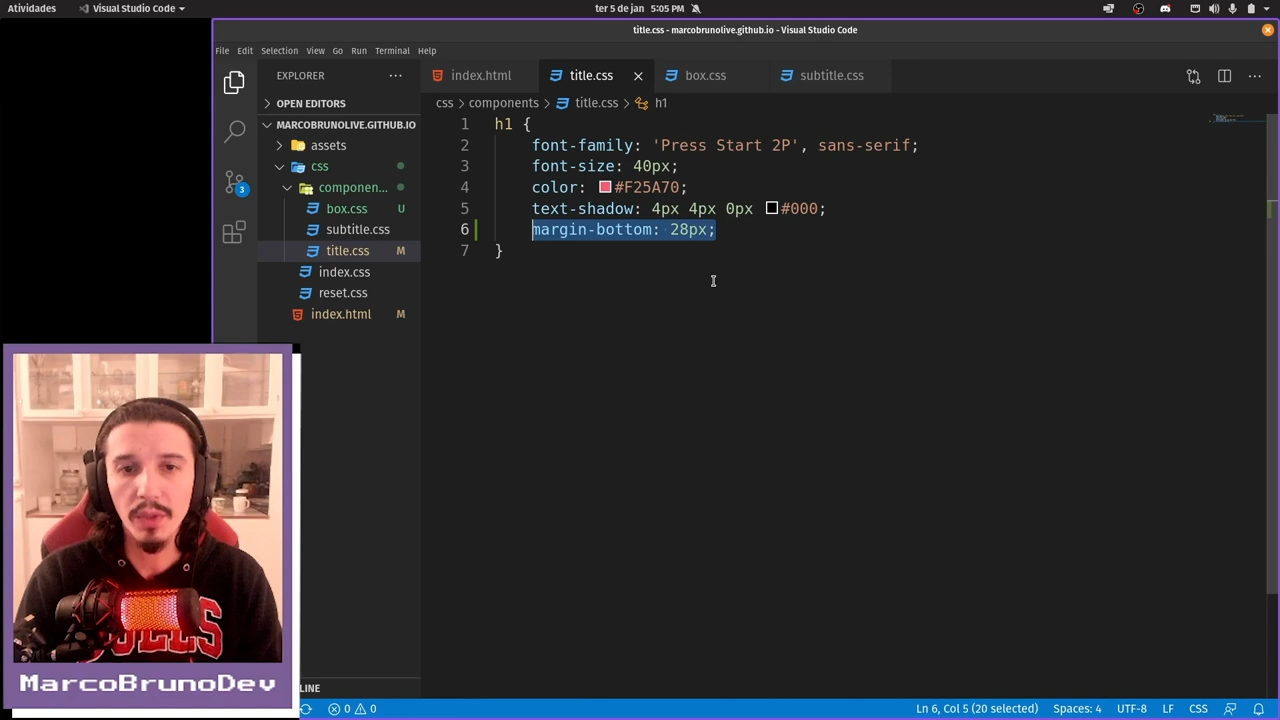 Atividades
Visual Studio Code
ter 5 de jan 5:05 PM
title.css - marcobrunolive.github.io - Visual Studio Code
File Edit Selection View Go Run Terminal Help
EXPLORER
index.html
title.css
box.css
subtitle.css
OPEN EDITORS
css > components > title.css > h1
MARCOBRUNOLIVE.GITHUB.IO
assets
css
componen...
box.css U
subtitle.css
title.css M
index.css
reset.css
index.html M
3
1 h1 {
2 font-family: 'Press Start 2P', sans-serif;
3 font-size: 40px;
4 color: #F25A70;
5 text-shadow: 4px 4px 0px #000;
6 margin-bottom: 28px;
7 }
MarcoBrunoDev
LINE
0 0
Ln 6, Col 5 (20 selected)
Spaces: 4
UTF-8
LF
CSS